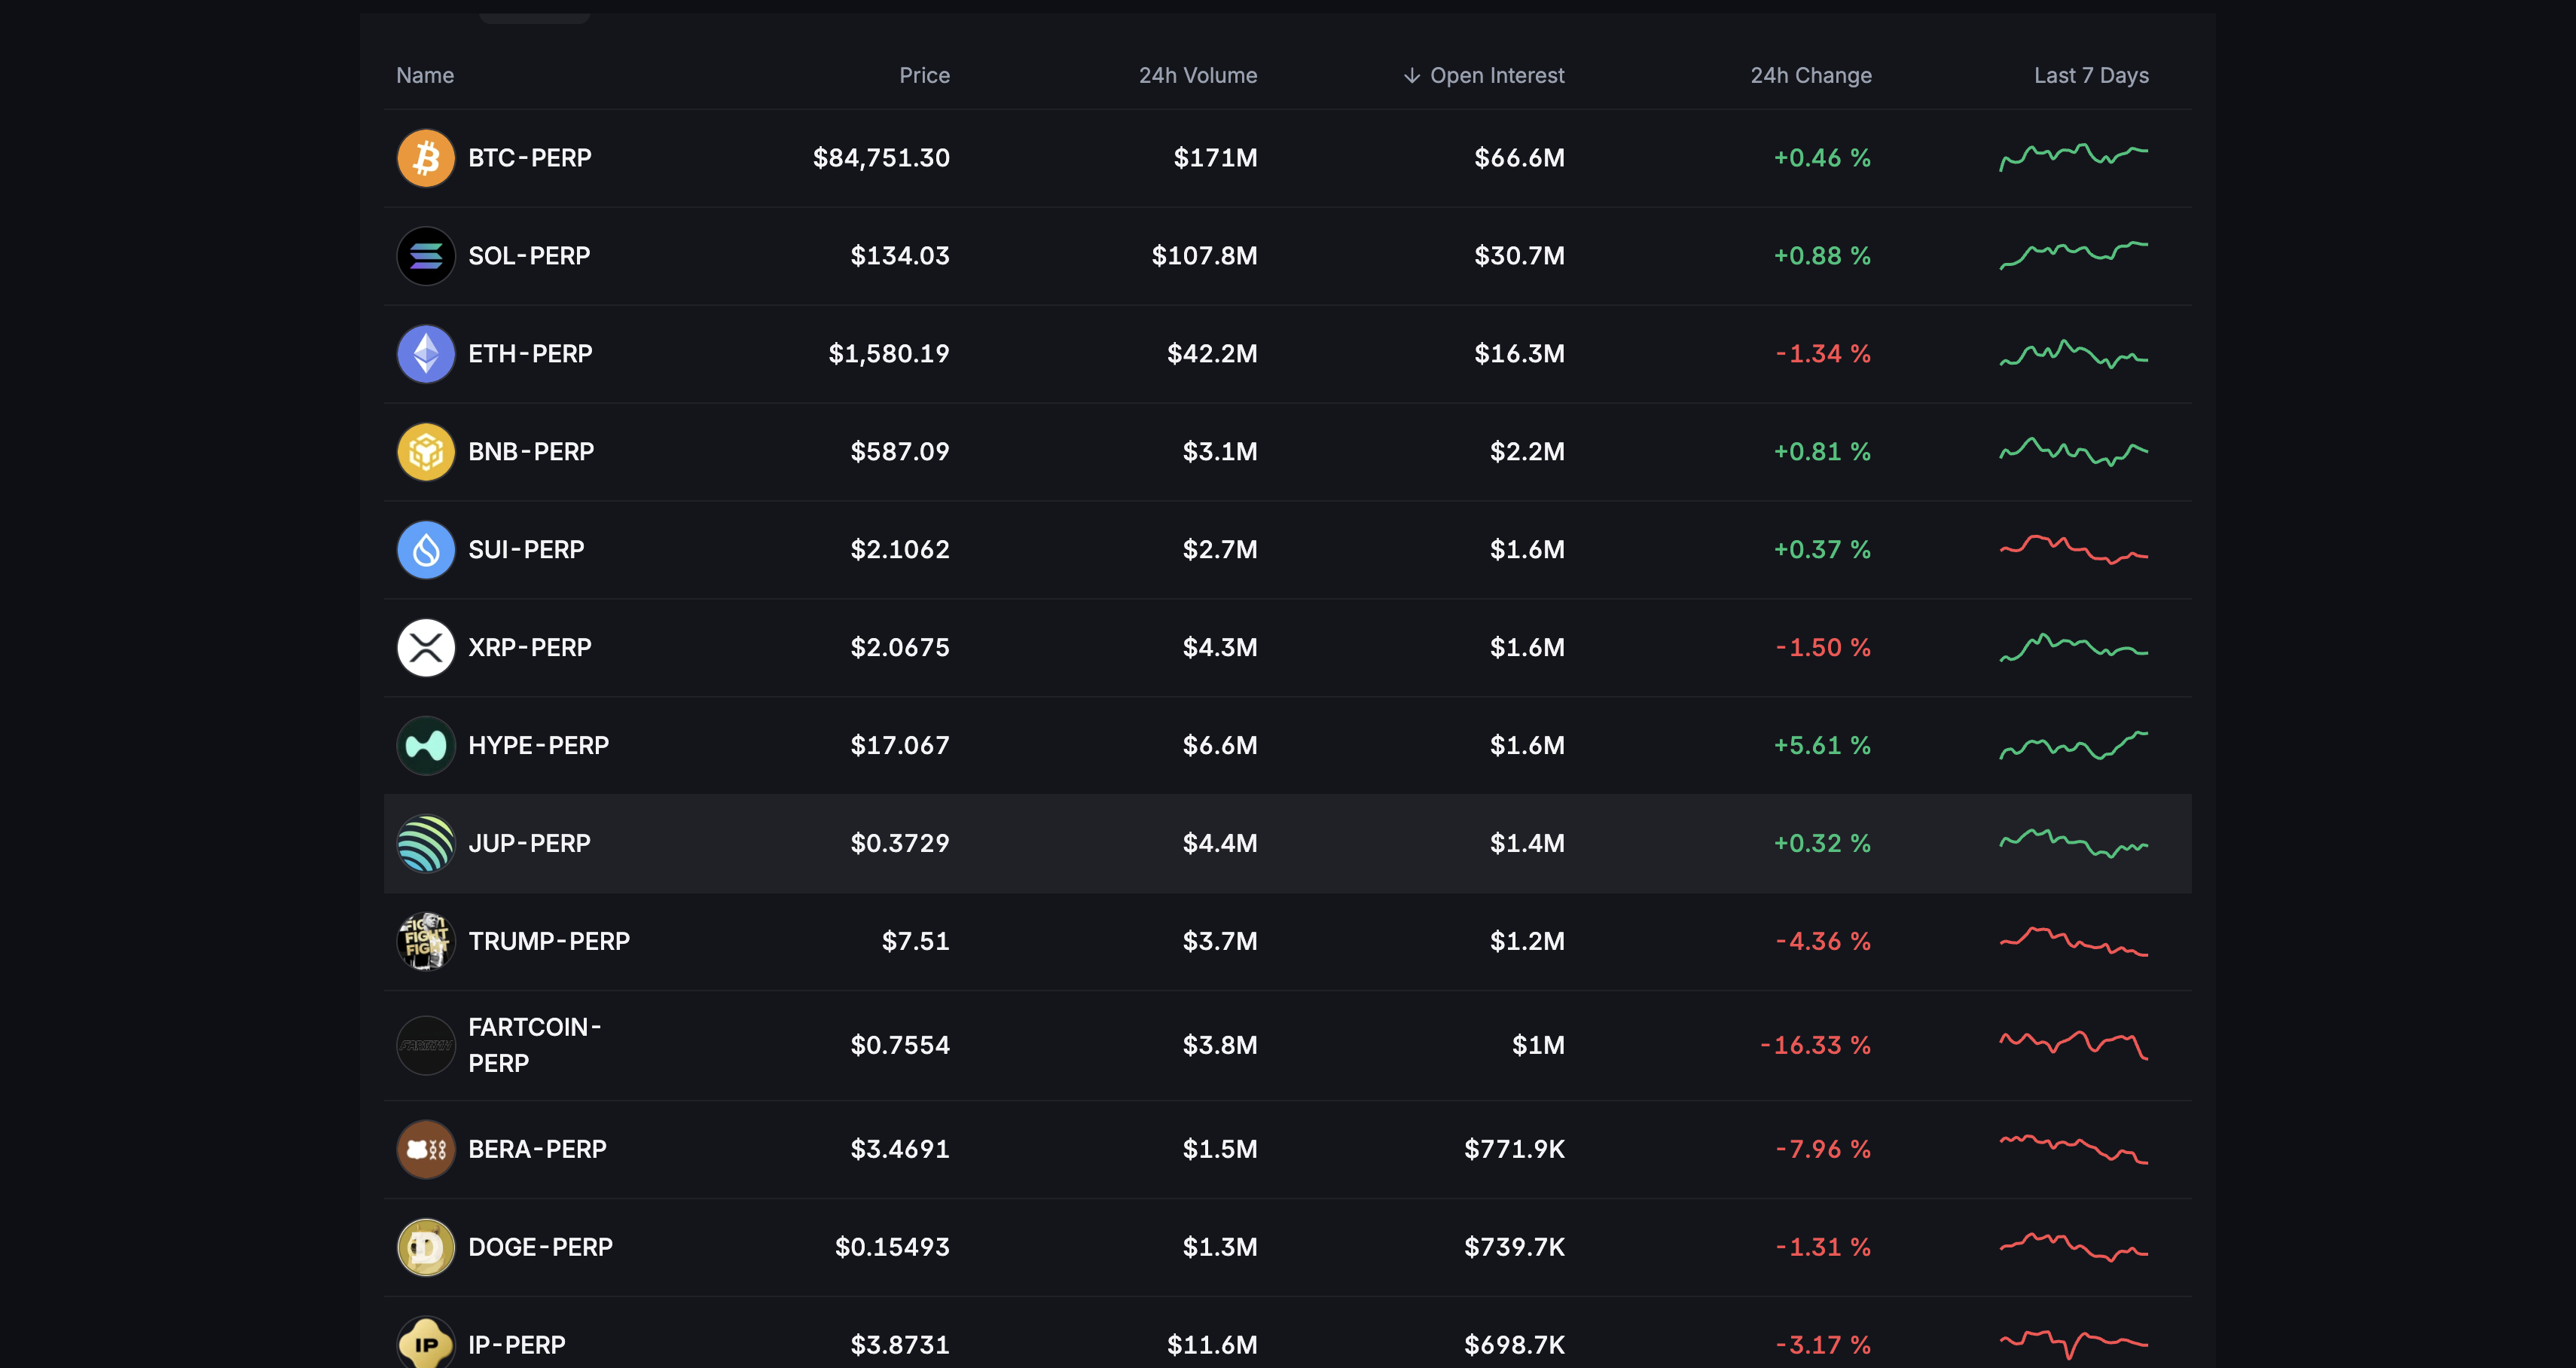 Name Price 24h Volume ↓ Open Interest 24h Change Last 7 Days
BTC-PERP $84,751.30 $171M $66.6M +0.46 %
SOL-PERP $134.03 $107.8M $30.7M +0.88 %
ETH-PERP $1,580.19 $42.2M $16.3M -1.34 %
BNB-PERP $587.09 $3.1M $2.2M +0.81 %
SUI-PERP $2.1062 $2.7M $1.6M +0.37 %
XRP-PERP $2.0675 $4.3M $1.6M -1.50 %
HYPE-PERP $17.067 $6.6M $1.6M +5.61 %
JUP-PERP $0.3729 $4.4M $1.4M +0.32 %
FIGHT
FIGHT
FIGHT
TRUMP-PERP $7.51 $3.7M $1.2M -4.36 %
FARTCOIN-
PERP $0.7554 $3.8M $1M -16.33 %
BERA-PERP $3.4691 $1.5M $771.9K -7.96 %
DOGE-PERP $0.15493 $1.3M $739.7K -1.31 %
IP IP-PERP $3.8731 $11.6M $698.7K -3.17 %